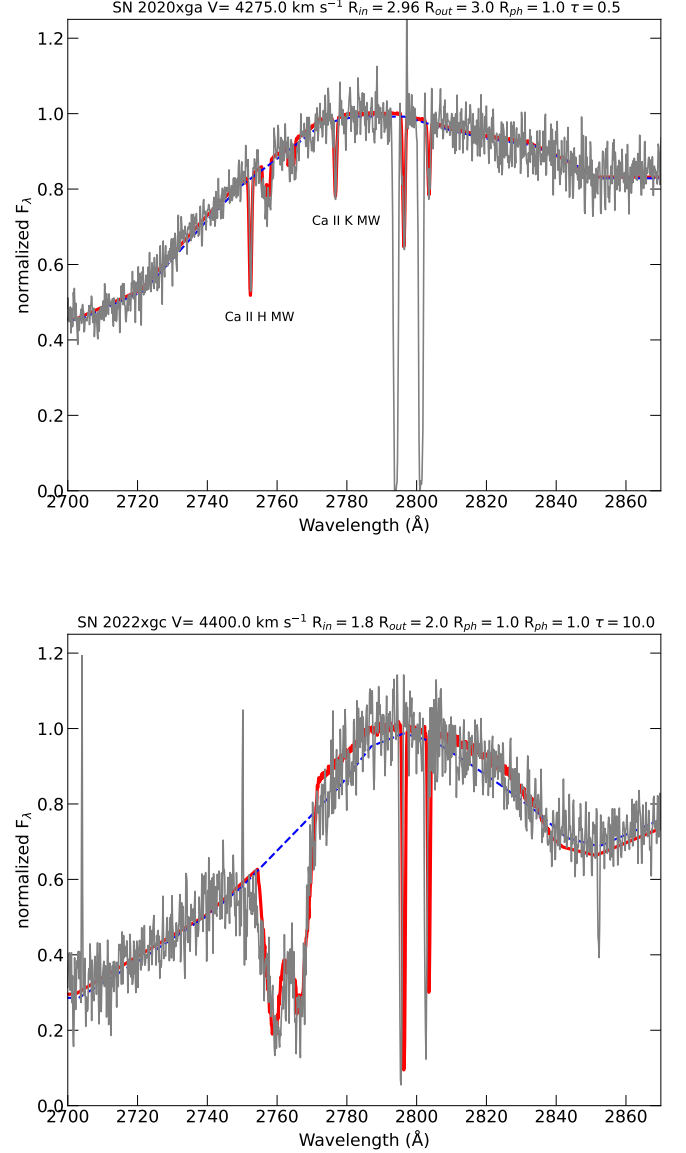 SN 2020xga V= 4275.0 km s⁻¹ R_in = 2.96 R_out = 3.0 R_ph = 1.0 τ = 0.5
1.2
1.0
0.8
0.6
0.4
0.2
0.0
normalized F_λ
Ca II K MW
Ca II H MW
2700 2720 2740 2760 2780 2800 2820 2840 2860
Wavelength (Å)
SN 2022xgc V= 4400.0 km s⁻¹ R_in = 1.8 R_out = 2.0 R_ph = 1.0 R_ph = 1.0 τ = 10.0
1.2
1.0
0.8
0.6
0.4
0.2
0.0
normalized F_λ
2700 2720 2740 2760 2780 2800 2820 2840 2860
Wavelength (Å)